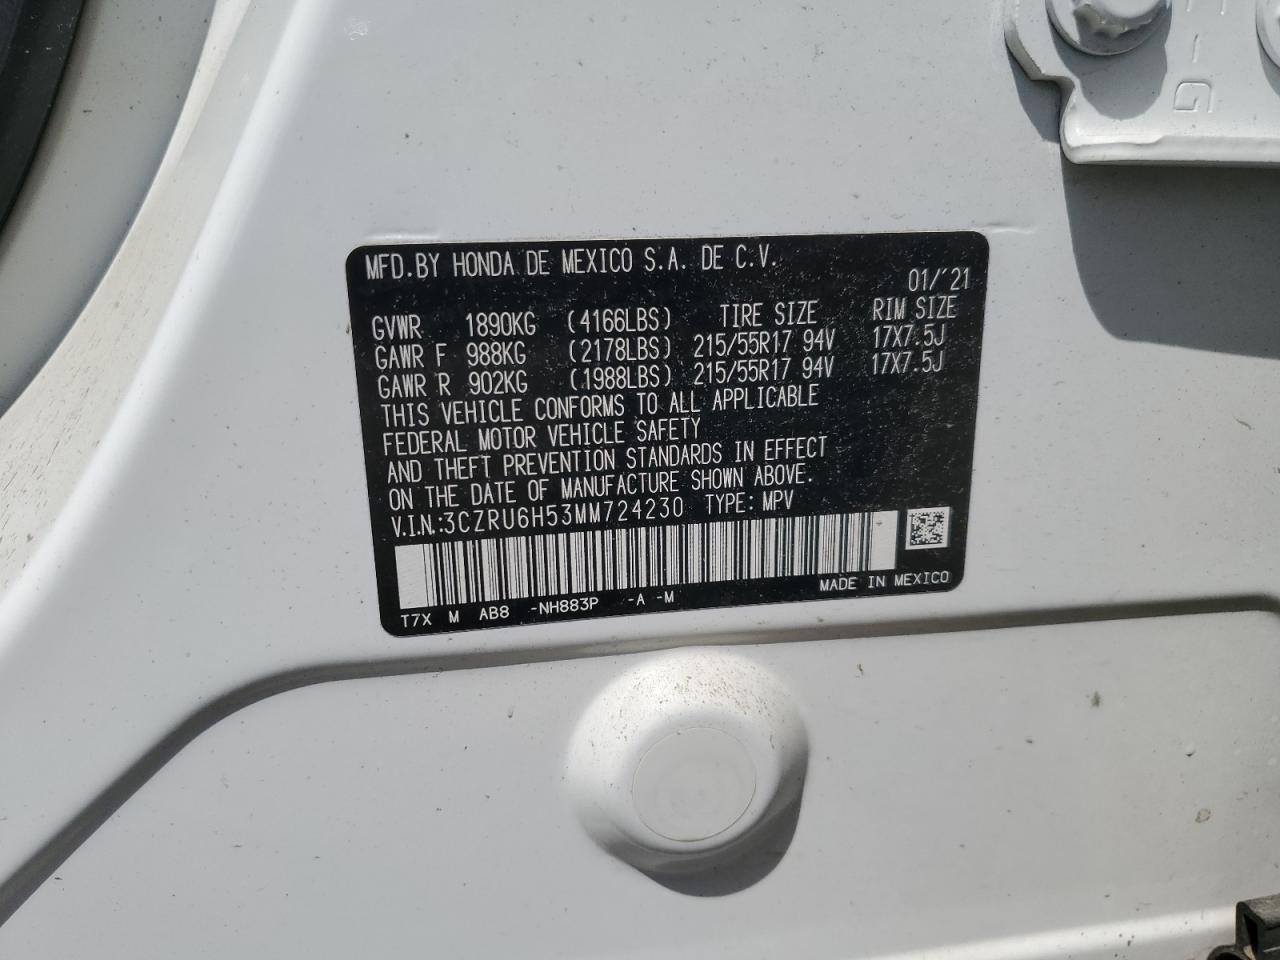 MFD.BY HONDA DE MEXICO S.A. DE C.V.
01/'21
GVWR 1890KG (4166LBS) TIRE SIZE RIM SIZE
GAWR F 988KG (2178LBS) 215/55R17 94V 17X7.5J
GAWR R 902KG (1988LBS) 215/55R17 94V 17X7.5J
THIS VEHICLE CONFORMS TO ALL APPLICABLE
FEDERAL MOTOR VEHICLE SAFETY
AND THEFT PREVENTION STANDARDS IN EFFECT
ON THE DATE OF MANUFACTURE SHOWN ABOVE.
V.I.N.:3CZRU6H53MM724230 TYPE: MPV
MADE IN MEXICO
T7X M AB8 -NH883P -A -M